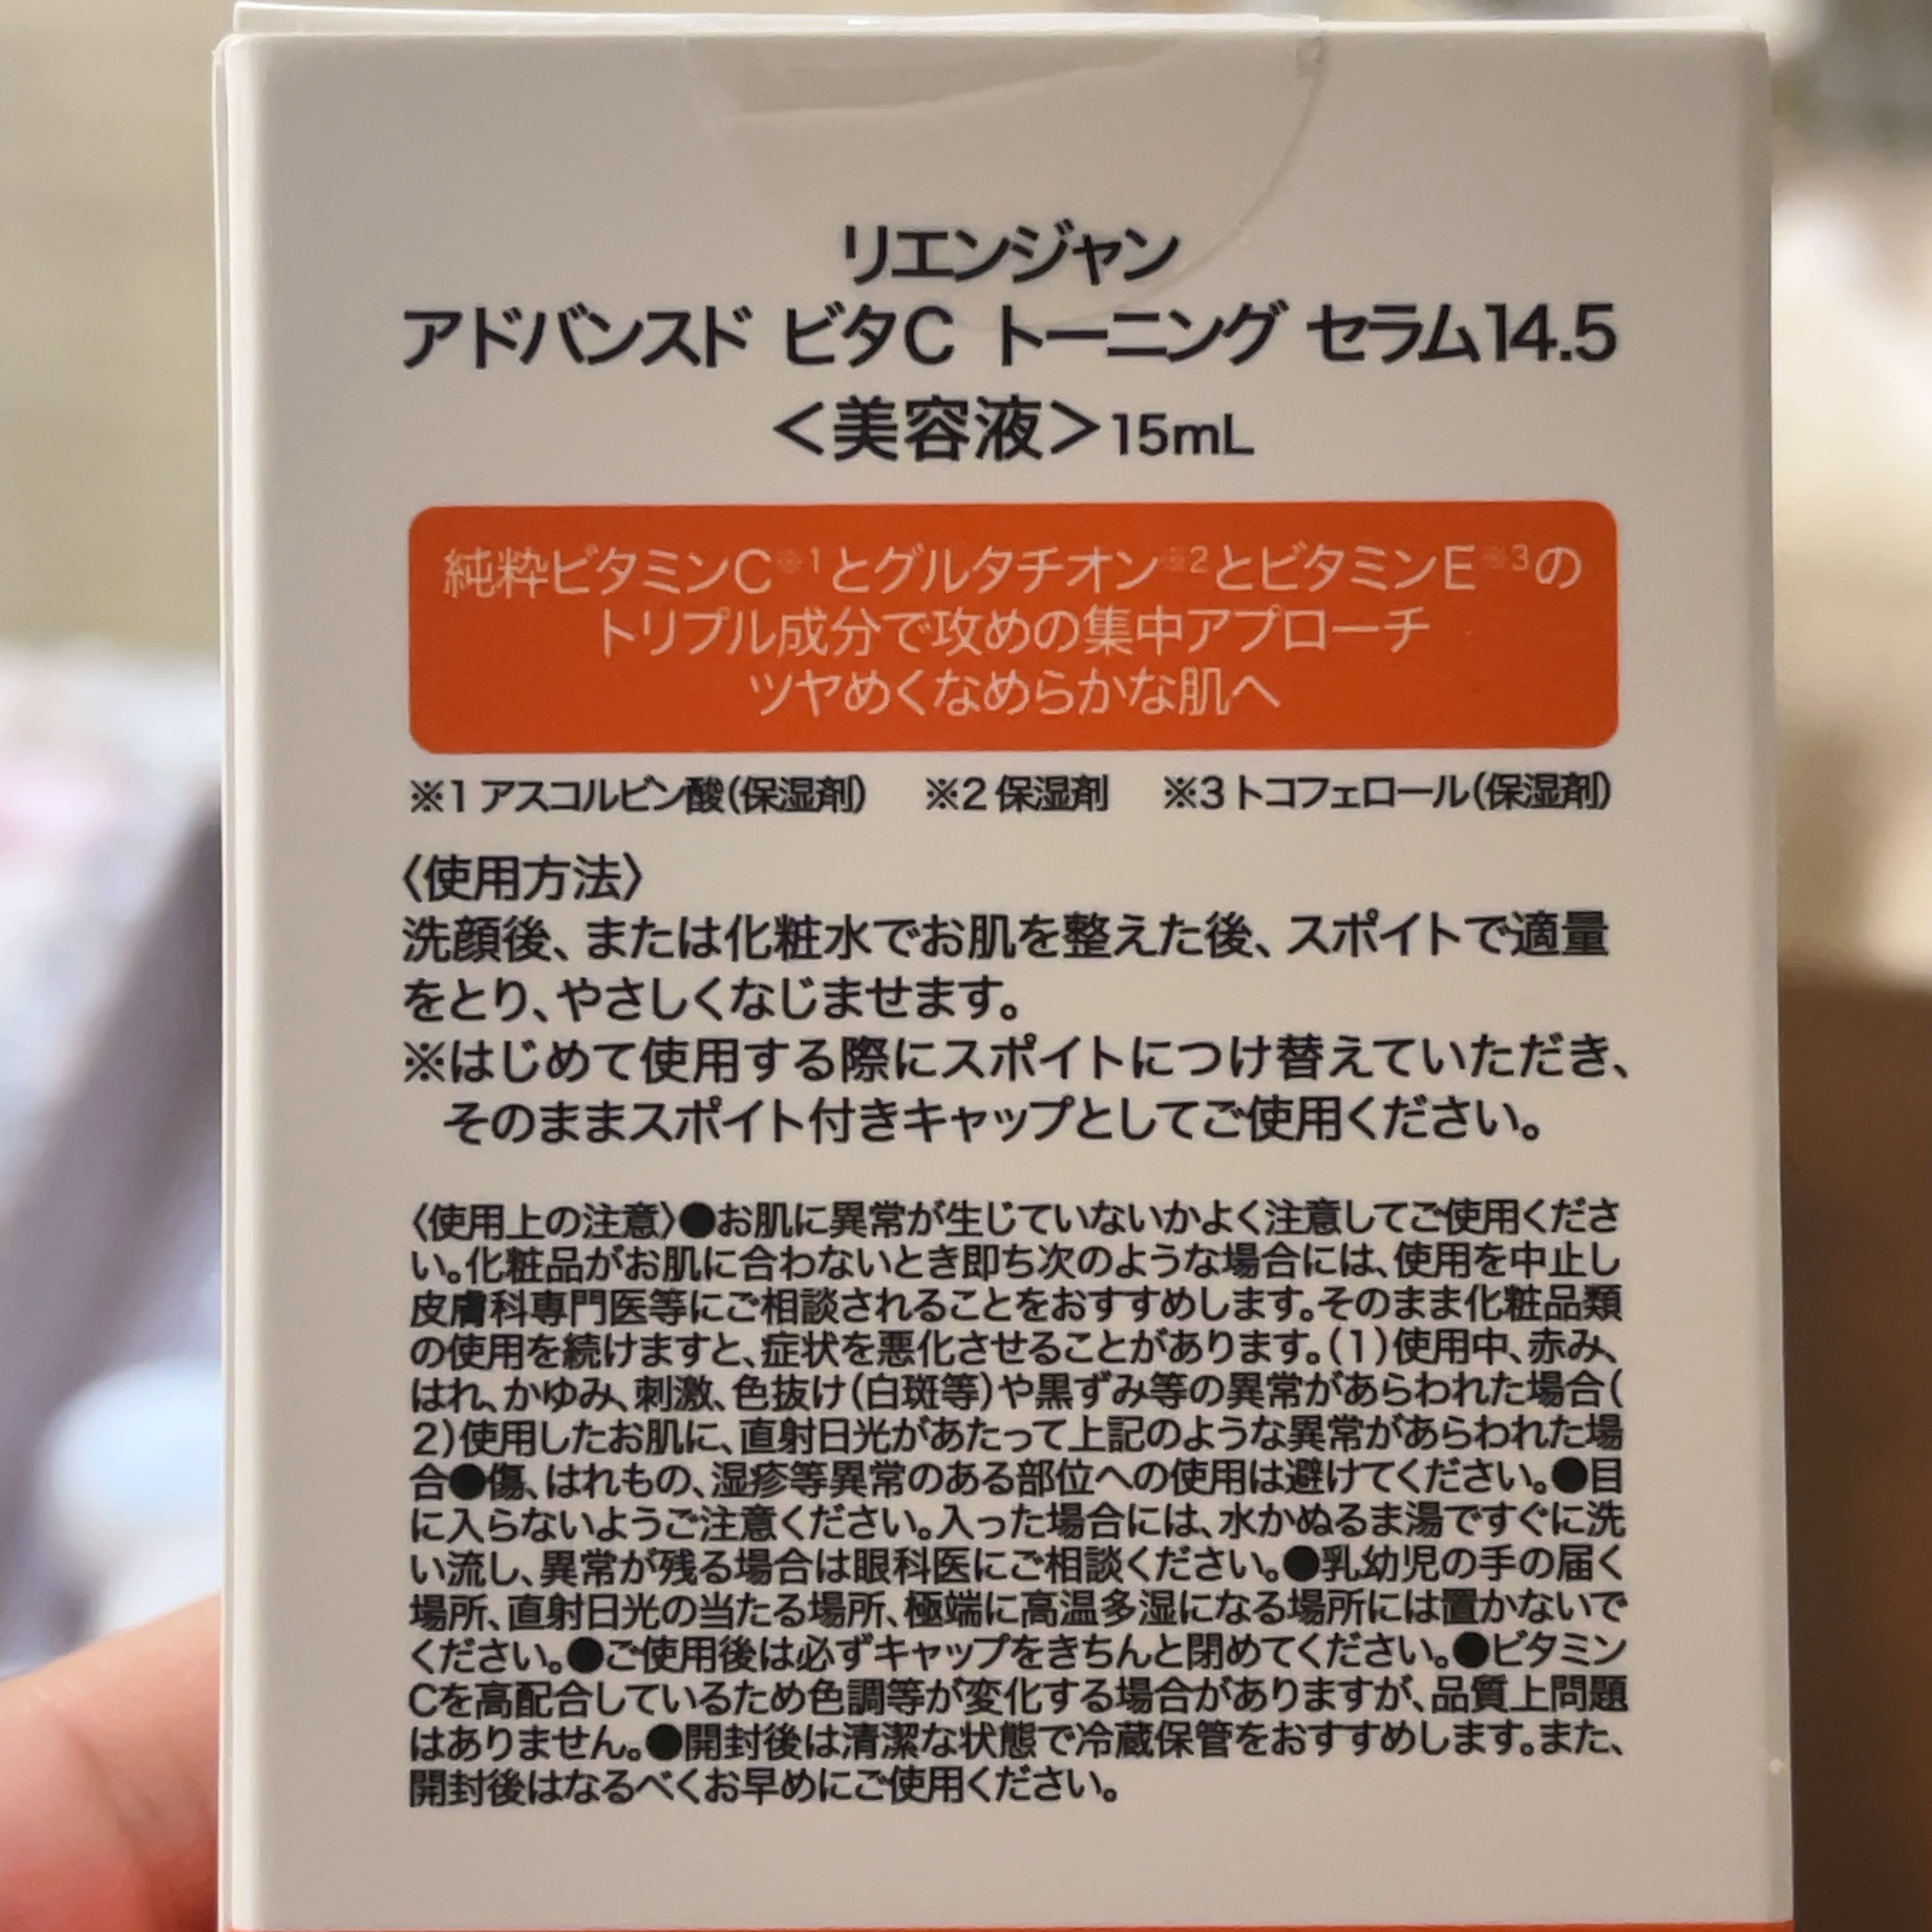 リエンジャン
アドバンスド ビタC トーニング セラム14.5
＜美容液＞15mL
純粋ビタミンC※1とグルタチオン※2とビタミンE※3の
トリプル成分で攻めの集中アプローチ
ツヤめくなめらかな肌へ
※1 アスコルビン酸(保湿剤) ※2 保湿剤 ※3 トコフェロール(保湿剤)
〈使用方法〉
洗顔後、または化粧水でお肌を整えた後、スポイトで適量
をとり、やさしくなじませます。
※はじめて使用する際にスポイトにつけ替えていただき、
そのままスポイト付きキャップとしてご使用ください。
〈使用上の注意〉●お肌に異常が生じていないかよく注意してご使用くださ
い。化粧品がお肌に合わないとき即ち次のような場合には、使用を中止し
皮膚科専門医等にご相談されることをおすすめします。そのまま化粧品類
の使用を続けますと、症状を悪化させることがあります。(1)使用中、赤み、
はれ、かゆみ、刺激、色抜け(白斑等)や黒ずみ等の異常があらわれた場合(
2)使用したお肌に、直射日光があたって上記のような異常があらわれた場
合●傷、はれもの、湿疹等異常のある部位への使用は避けてください。●目
に入らないようご注意ください。入った場合には、水かぬるま湯ですぐに洗
い流し、異常が残る場合は眼科医にご相談ください。●乳幼児の手の届く
場所、直射日光の当たる場所、極端に高温多湿になる場所には置かないで
ください。●ご使用後は必ずキャップをきちんと閉めてください。●ビタミン
Cを高配合しているため色調等が変化する場合がありますが、品質上問題
はありません。●開封後は清潔な状態で冷蔵保管をおすすめします。また、
開封後はなるべくお早めにご使用ください。